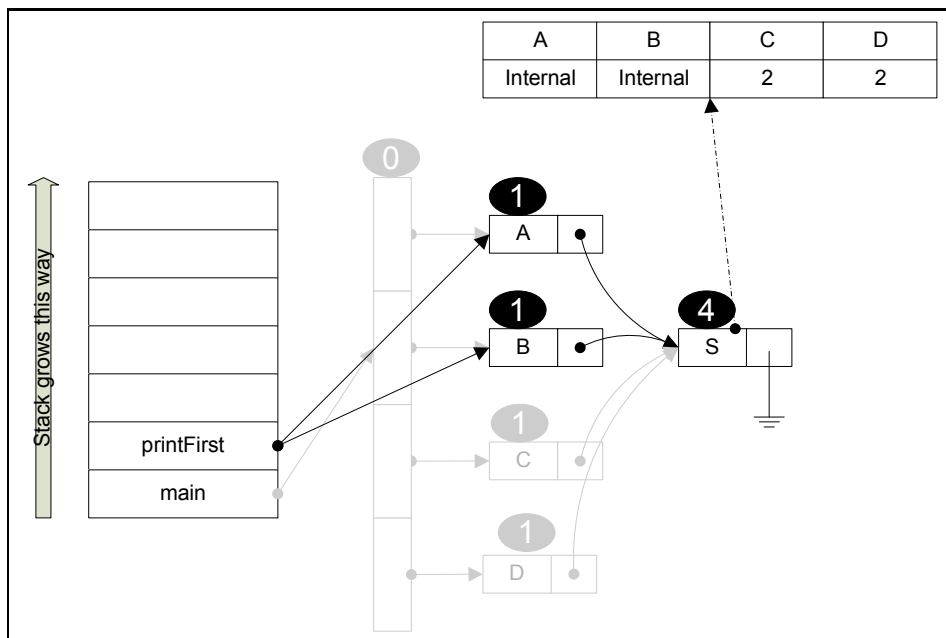 A B C D
Internal Internal 2 2
0
1
A
Stack grows this way
1
4
B
S
1
printFirst
C
main
1
D